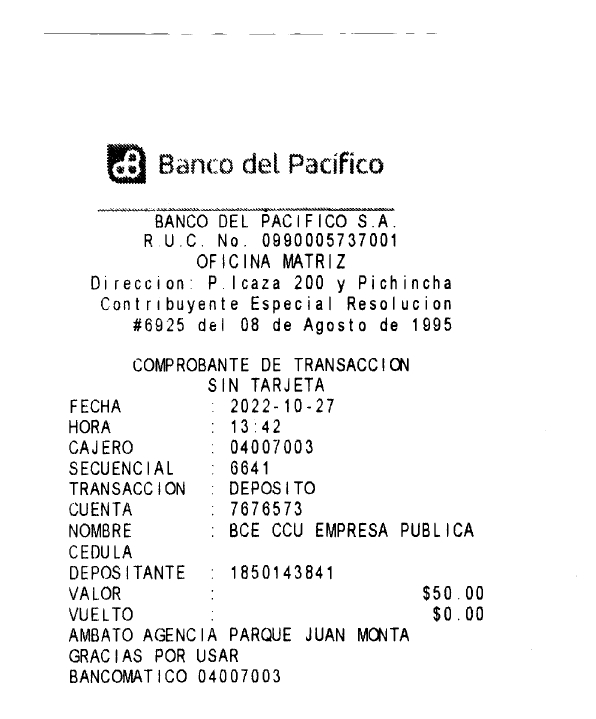 Banco del Pacífico
BANCO DEL PACIFICO S.A.
R.U.C. No. 0990005737001
OFICINA MATRIZ
Direccion: P.Icaza 200 y Pichincha
Contribuyente Especial Resolucion
#6925 del 08 de Agosto de 1995
COMPROBANTE DE TRANSACCION
SIN TARJETA
FECHA : 2022-10-27
HORA : 13:42
CAJERO : 04007003
SECUENCIAL : 6641
TRANSACCION : DEPOSITO
CUENTA : 7676573
NOMBRE : BCE CCU EMPRESA PUBLICA
CEDULA
DEPOSITANTE : 1850143841
VALOR : $50.00
VUELTO : $0.00
AMBATO AGENCIA PARQUE JUAN MONTA
GRACIAS POR USAR
BANCOMATICO 04007003